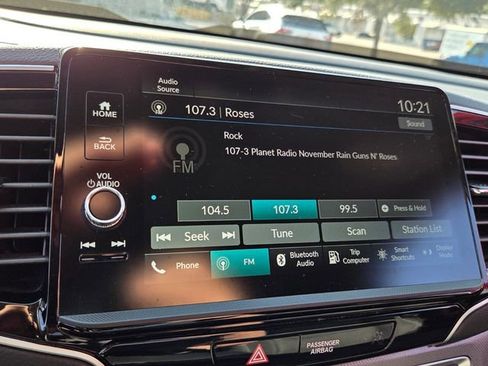 Audio
Source
HOME
107.3 | Roses
10:21
Sound
Rock
BACK
107-3 Planet Radio November Rain Guns N' Roses
FM
VOL
AUDIO
104.5 107.3 99.5 Press & Hold
Seek Tune Scan Station List
Phone FM Bluetooth Audio Trip Computer Smart Shortcuts Display Mode
PASSENGER
AIRBAG